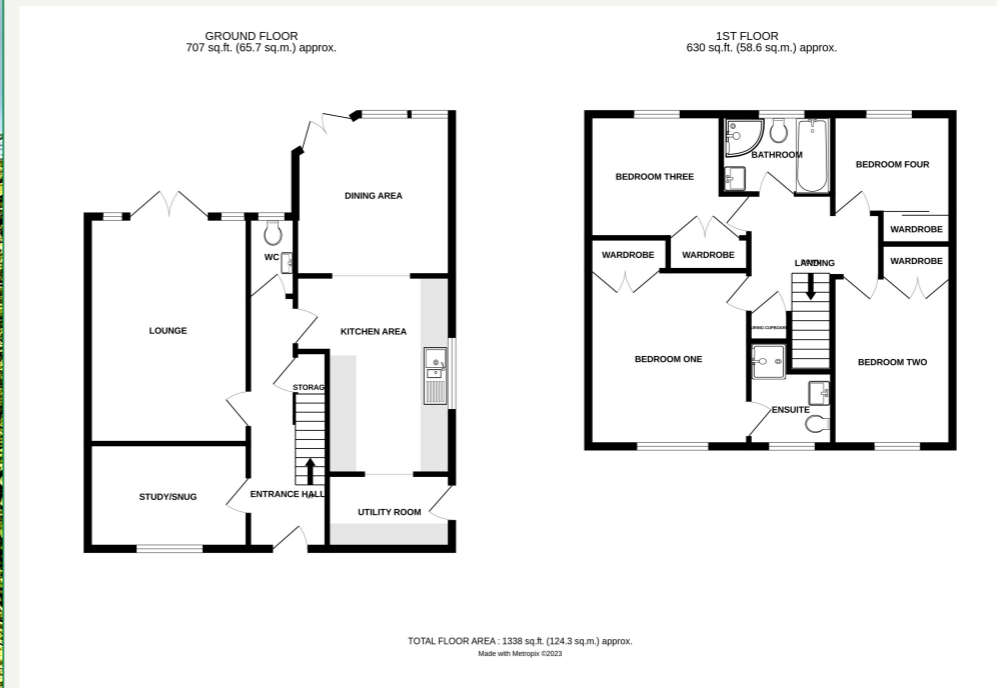 GROUND FLOOR
707 sq.ft. (65.7 sq.m.) approx.
1ST FLOOR
630 sq.ft. (58.6 sq.m.) approx.
DINING AREA
WC
LOUNGE
KITCHEN AREA
STORAG
STUDY/SNUG
ENTRANCE HALL
UTILITY ROOM
BATHROOM
BEDROOM THREE
BEDROOM FOUR
WARDROBE
WARDROBE
WARDROBE
WARDROBE
LANDING
BEDROOM ONE
BEDROOM TWO
ENSUITE
TOTAL FLOOR AREA : 1338 sq.ft. (124.3 sq.m.) approx.
Made with Metropix ©2023